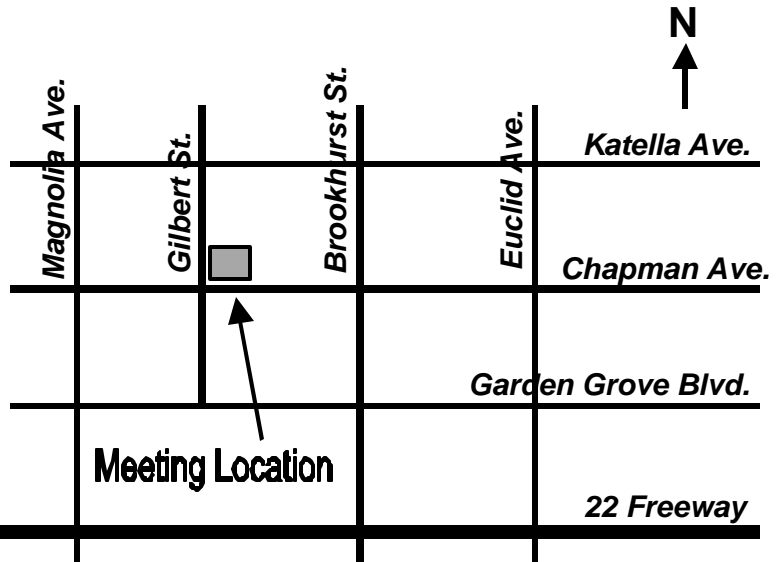 N
Magnolia Ave.
Gilbert St.
Brookhurst St.
Euclid Ave.
Katella Ave.
Chapman Ave.
Garden Grove Blvd.
Meeting Location
22 Freeway